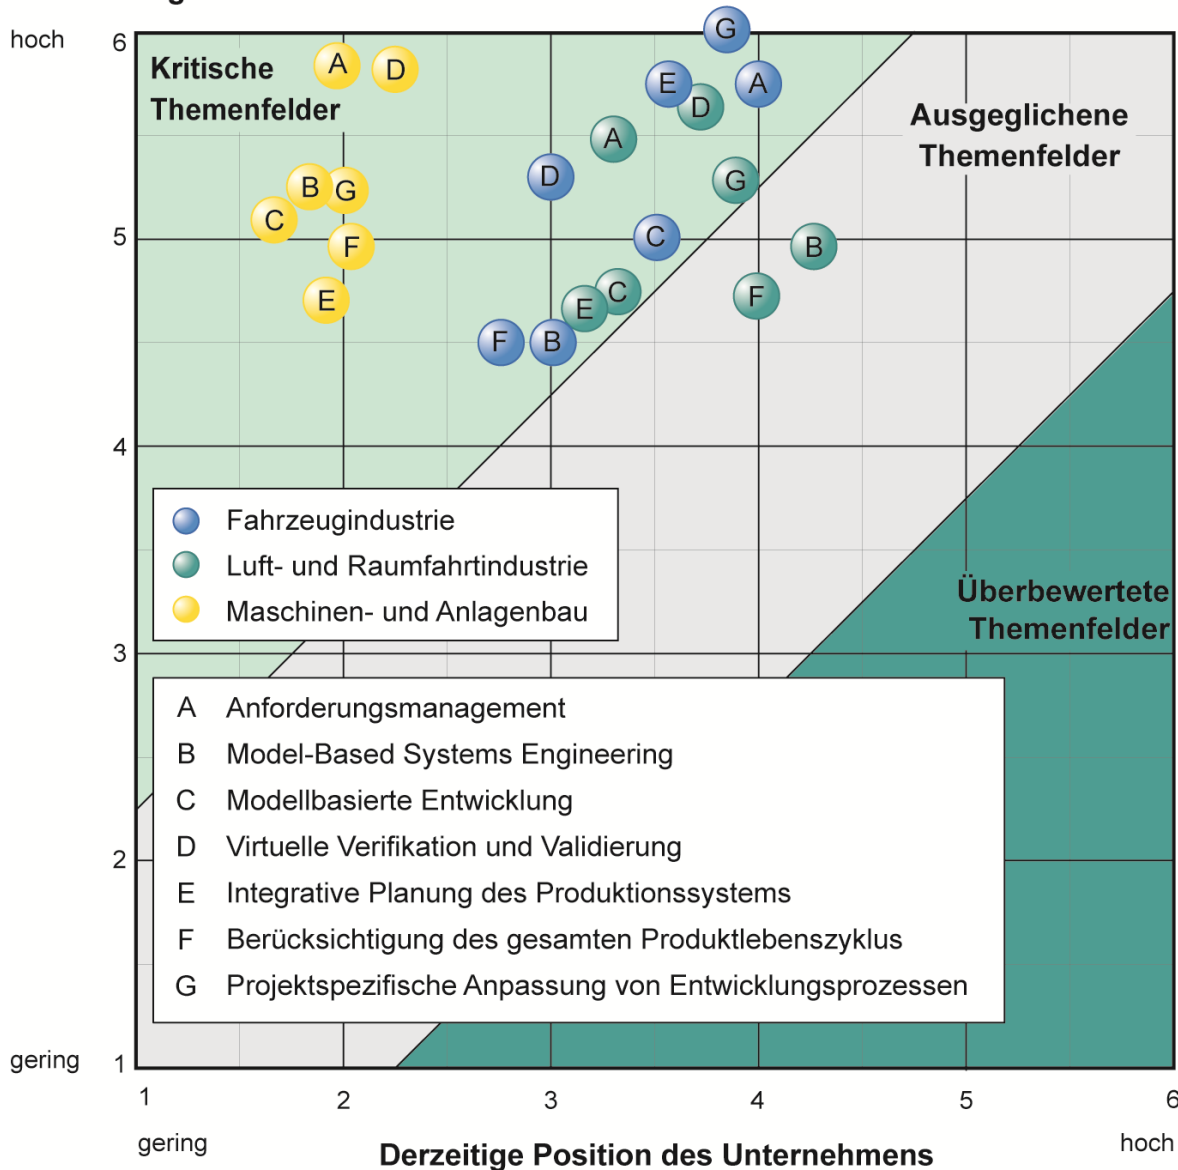 hoch
6
G
A
D
E
A
D
Kritische
Themenfelder
A
Ausgeglichene
Themenfelder
B
G
D
G
C
5
F
C
B
E
C
F
E
F
B
4
Fahrzeugindustrie
Luft- und Raumfahrtindustrie
Maschinen- und Anlagenbau
Überbewertete
Themenfelder
3
A Anforderungsmanagement
B Model-Based Systems Engineering
C Modellbasierte Entwicklung
2
D Virtuelle Verifikation und Validierung
E Integrative Planung des Produktionssystems
F Berücksichtigung des gesamten Produktlebenszyklus
G Projektspezifische Anpassung von Entwicklungsprozessen
gering
1
1 2 3 4 5 6
gering
hoch
Derzeitige Position des Unternehmens